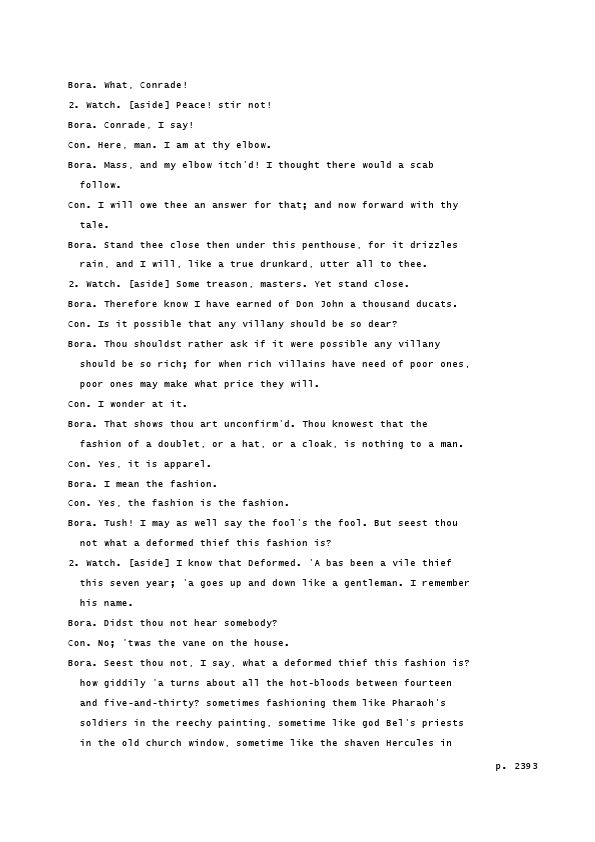 Bora. What, Conrade!
2. Watch. [aside] Peace! stir not!
Bora. Conrade, I say!
Con. Here, man. I am at thy elbow.
Bora. Mass, and my elbow itch'd! I thought there would a scab
follow.
Con. I will owe thee an answer for that; and now forward with thy
tale.
Bora. Stand thee close then under this penthouse, for it drizzles
rain, and I will, like a true drunkard, utter all to thee.
2. Watch. [aside] Some treason, masters. Yet stand close.
Bora. Therefore know I have earned of Don John a thousand ducats.
Con. Is it possible that any villany should be so dear?
Bora. Thou shouldst rather ask if it were possible any villany
should be so rich; for when rich villains have need of poor ones,
poor ones may make what price they will.
Con. I wonder at it.
Bora. That shows thou art unconfirm'd. Thou knowest that the
fashion of a doublet, or a hat, or a cloak, is nothing to a man.
Con. Yes, it is apparel.
Bora. I mean the fashion.
Con. Yes, the fashion is the fashion.
Bora. Tush! I may as well say the fool's the fool. But seest thou
not what a deformed thief this fashion is?
2. Watch. [aside] I know that Deformed. 'A bas been a vile thief
this seven year; 'a goes up and down like a gentleman. I remember
his name.
Bora. Didst thou not hear somebody?
Con. No; 'twas the vane on the house.
Bora. Seest thou not, I say, what a deformed thief this fashion is?
how giddily 'a turns about all the hot-bloods between fourteen
and five-and-thirty? sometimes fashioning them like Pharaoh's
soldiers in the reechy painting, sometime like god Bel's priests
in the old church window, sometime like the shaven Hercules in
p. 2393